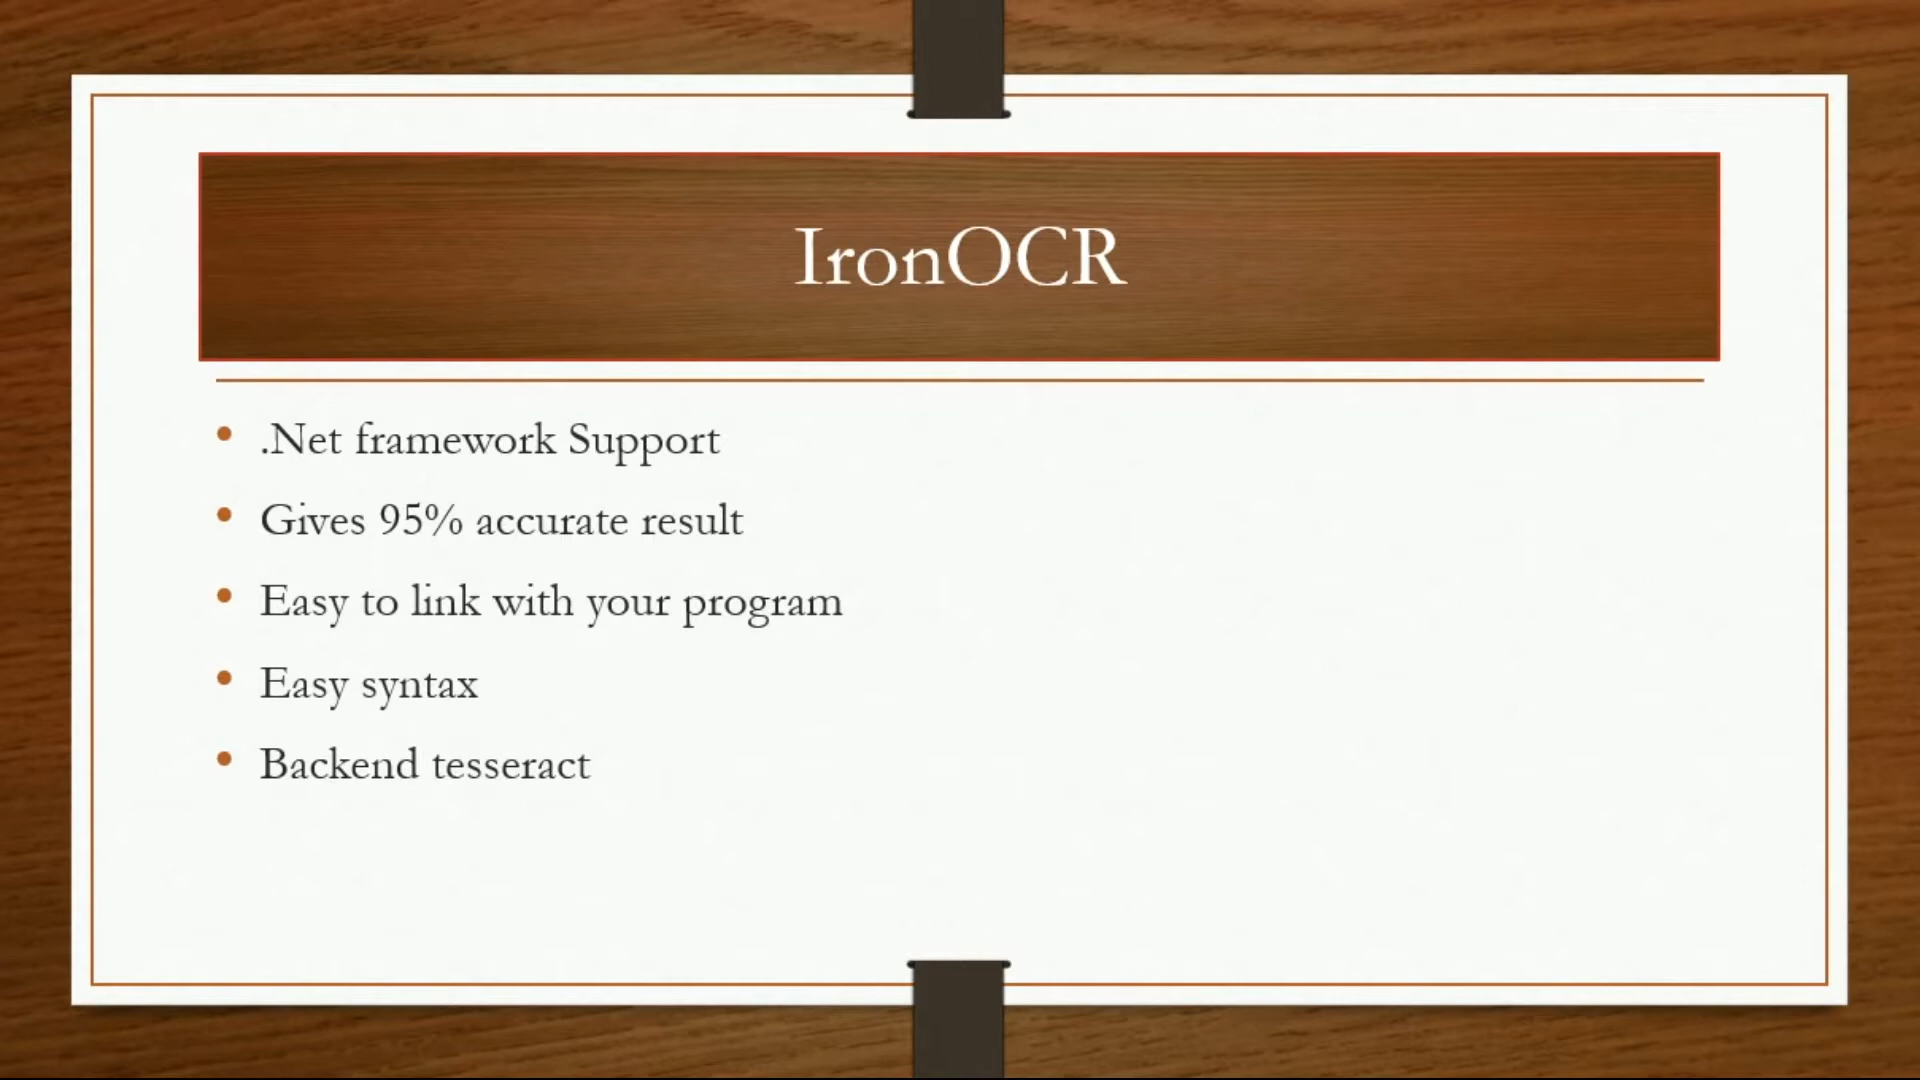 IronOCR
• .Net framework Support
• Gives 95% accurate result
• Easy to link with your program
• Easy syntax
• Backend tesseract